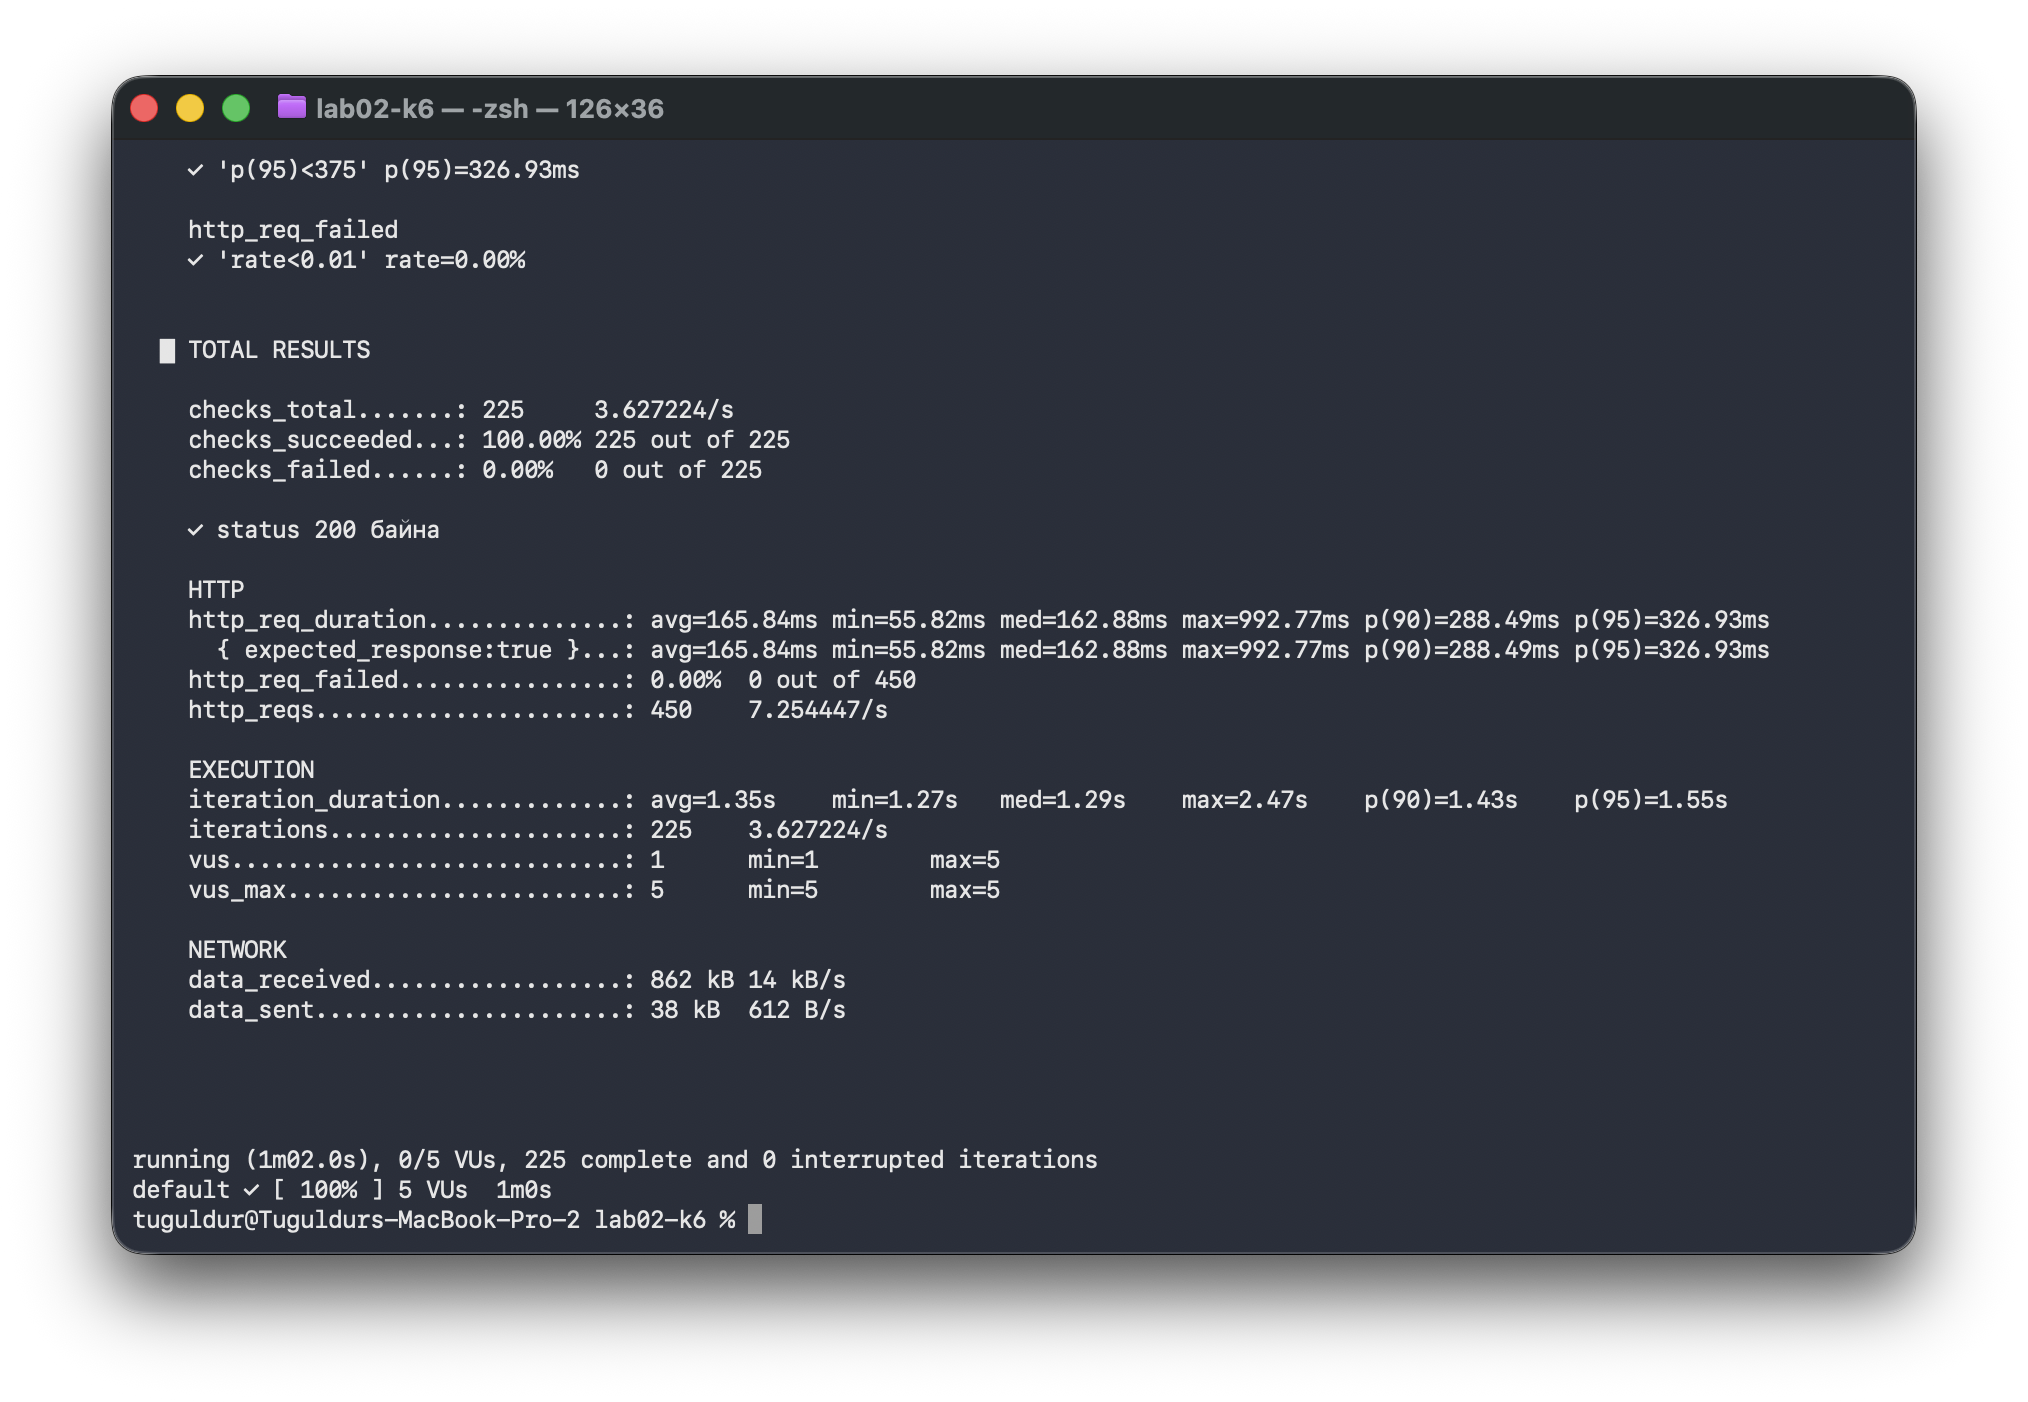 lab02-k6 — -zsh — 126×36
✓ 'p(95)<375' p(95)=326.93ms
http_req_failed
✓ 'rate<0.01' rate=0.00%
█ TOTAL RESULTS
checks_total.......: 225     3.627224/s
checks_succeeded...: 100.00% 225 out of 225
checks_failed......: 0.00%   0 out of 225
✓ status 200 байна
HTTP
http_req_duration..............: avg=165.84ms min=55.82ms med=162.88ms max=992.77ms p(90)=288.49ms p(95)=326.93ms
{ expected_response:true }...: avg=165.84ms min=55.82ms med=162.88ms max=992.77ms p(90)=288.49ms p(95)=326.93ms
http_req_failed................: 0.00%  0 out of 450
http_reqs......................: 450    7.254447/s
EXECUTION
iteration_duration.............: avg=1.35s    min=1.27s   med=1.29s    max=2.47s    p(90)=1.43s    p(95)=1.55s
iterations.....................: 225    3.627224/s
vus............................: 1      min=1        max=5
vus_max........................: 5      min=5        max=5
NETWORK
data_received..................: 862 kB 14 kB/s
data_sent......................: 38 kB  612 B/s
running (1m02.0s), 0/5 VUs, 225 complete and 0 interrupted iterations
default ✓ [ 100% ] 5 VUs  1m0s
tuguldur@Tuguldurs-MacBook-Pro-2 lab02-k6 %